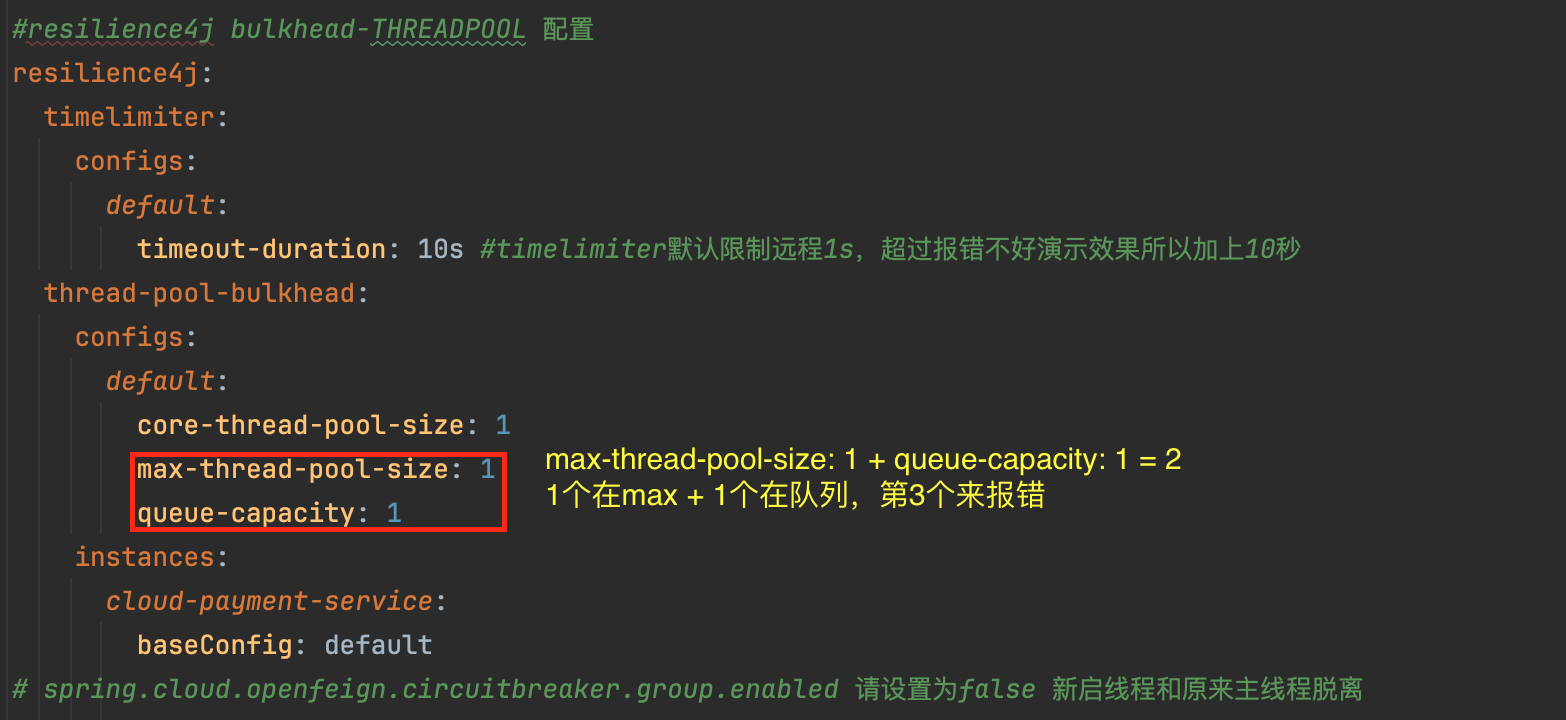 #resilience4j bulkhead-THREADPOOL 配置
resilience4j:
  timelimiter:
    configs:
      default:
        timeout-duration: 10s #timelimiter默认限制远程1s，超过报错不好演示效果所以加上10秒
  thread-pool-bulkhead:
    configs:
      default:
        core-thread-pool-size: 1
        max-thread-pool-size: 1
        queue-capacity: 1
max-thread-pool-size: 1 + queue-capacity: 1 = 2
1个在max + 1个在队列，第3个来报错
    instances:
      cloud-payment-service:
        baseConfig: default
# spring.cloud.openfeign.circuitbreaker.group.enabled 请设置为false 新启线程和原来主线程脱离